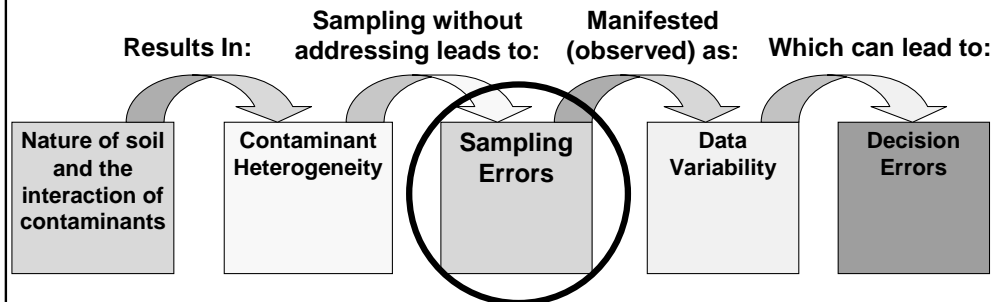 Results In:
Sampling without
addressing leads to:
Manifested
(observed) as:
Which can lead to:
Nature of soil
and the
interaction of
contaminants
Contaminant
Heterogeneity
Sampling
Errors
Data
Variability
Decision
Errors